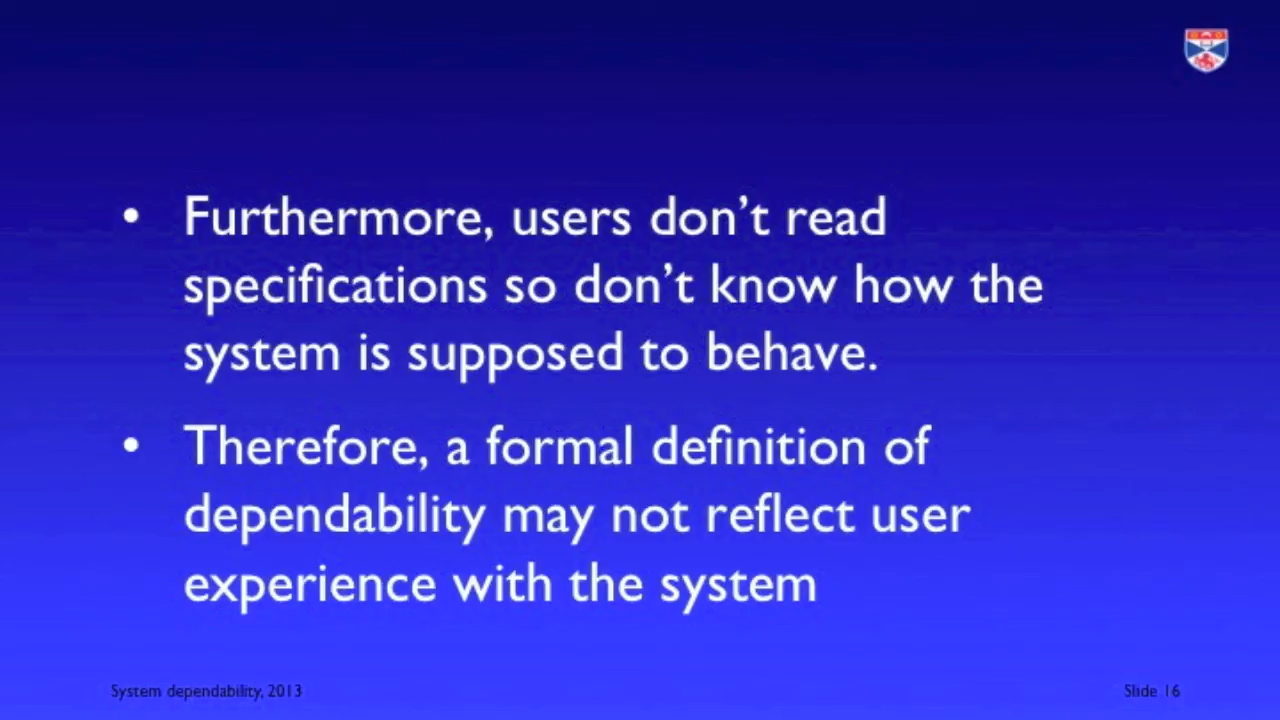 • Furthermore, users don’t read
specifications so don’t know how the
system is supposed to behave.
• Therefore, a formal definition of
dependability may not reflect user
experience with the system
System dependability, 2013
Slide 16